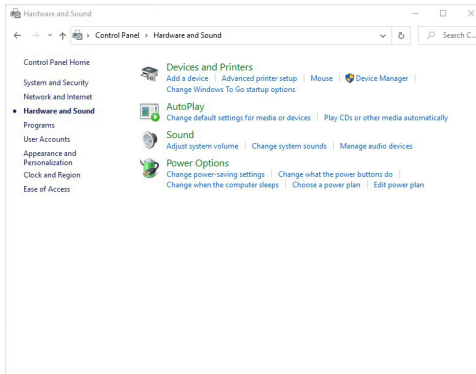 Hardware and Sound
Control Panel > Hardware and Sound
Search C...
Control Panel Home
System and Security
Network and Internet
Hardware and Sound
Programs
User Accounts
Appearance and
Personalization
Clock and Region
Ease of Access
Devices and Printers
Add a device | Advanced printer setup | Mouse | Device Manager |
Change Windows To Go startup options
AutoPlay
Change default settings for media or devices | Play CDs or other media automatically
Sound
Adjust system volume | Change system sounds | Manage audio devices
Power Options
Change power-saving settings | Change what the power buttons do |
Change when the computer sleeps | Choose a power plan | Edit power plan